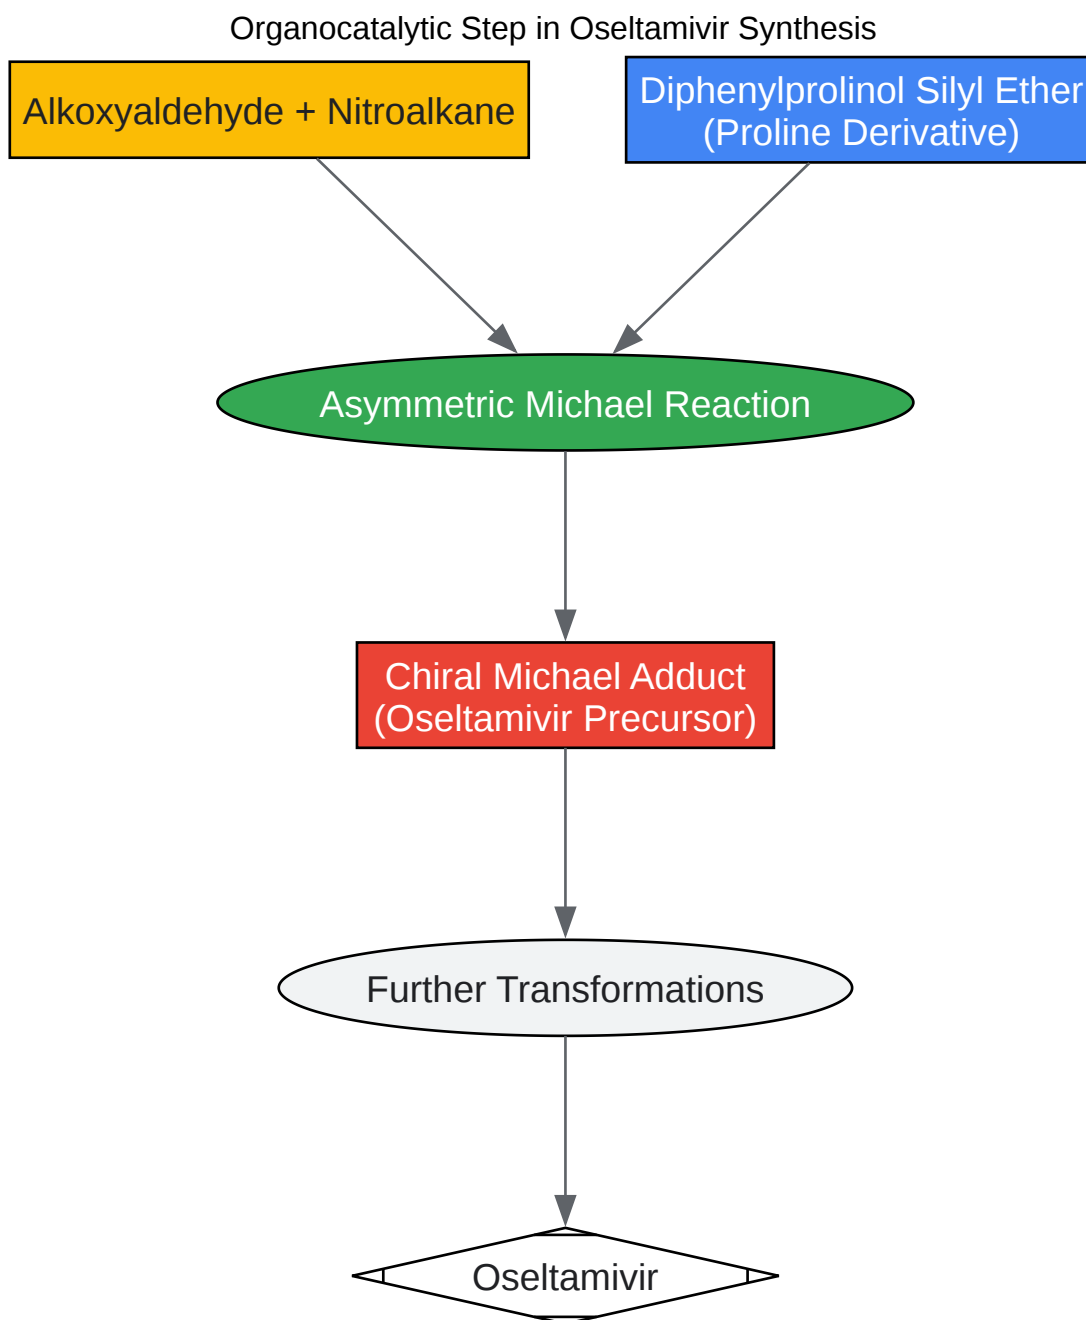 Organocatalytic Step in Oseltamivir Synthesis
Alkoxyaldehyde + Nitroalkane
Diphenylprolinol Silyl Ether
(Proline Derivative)
Asymmetric Michael Reaction
Chiral Michael Adduct
(Oseltamivir Precursor)
Further Transformations
Oseltamivir